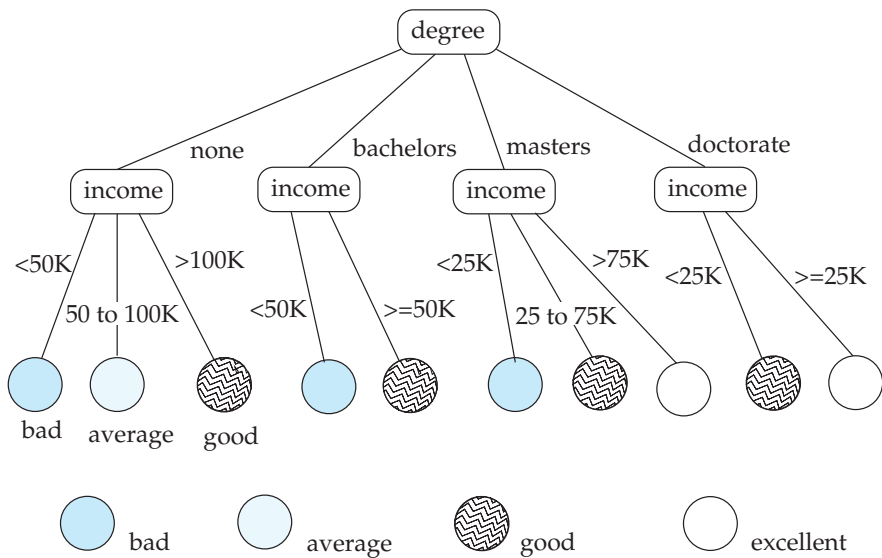 degree
none
bachelors
masters
doctorate
income
income
income
income
<50K
50 to 100K
>100K
<50K
>=50K
<25K
25 to 75K
>75K
<25K
>=25K
bad
average
good
bad
average
good
excellent